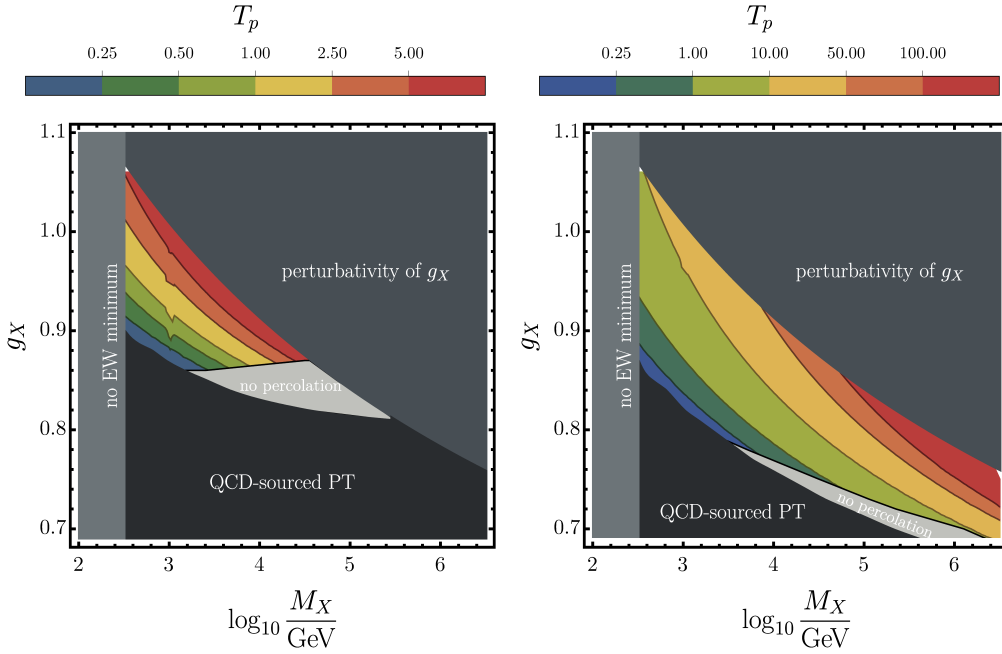 T_p
0.25 0.50 1.00 2.50 5.00
1.1
1.0
0.9
0.8
0.7
g_X
no EW minimum
perturbativity of g_X
no percolation
QCD-sourced PT
2 3 4 5 6
log₁₀ M_X/GeV
T_p
0.25 1.00 10.00 50.00 100.00
1.1
1.0
0.9
0.8
0.7
g_X
no EW minimum
perturbativity of g_X
no percolation
QCD-sourced PT
2 3 4 5 6
log₁₀ M_X/GeV